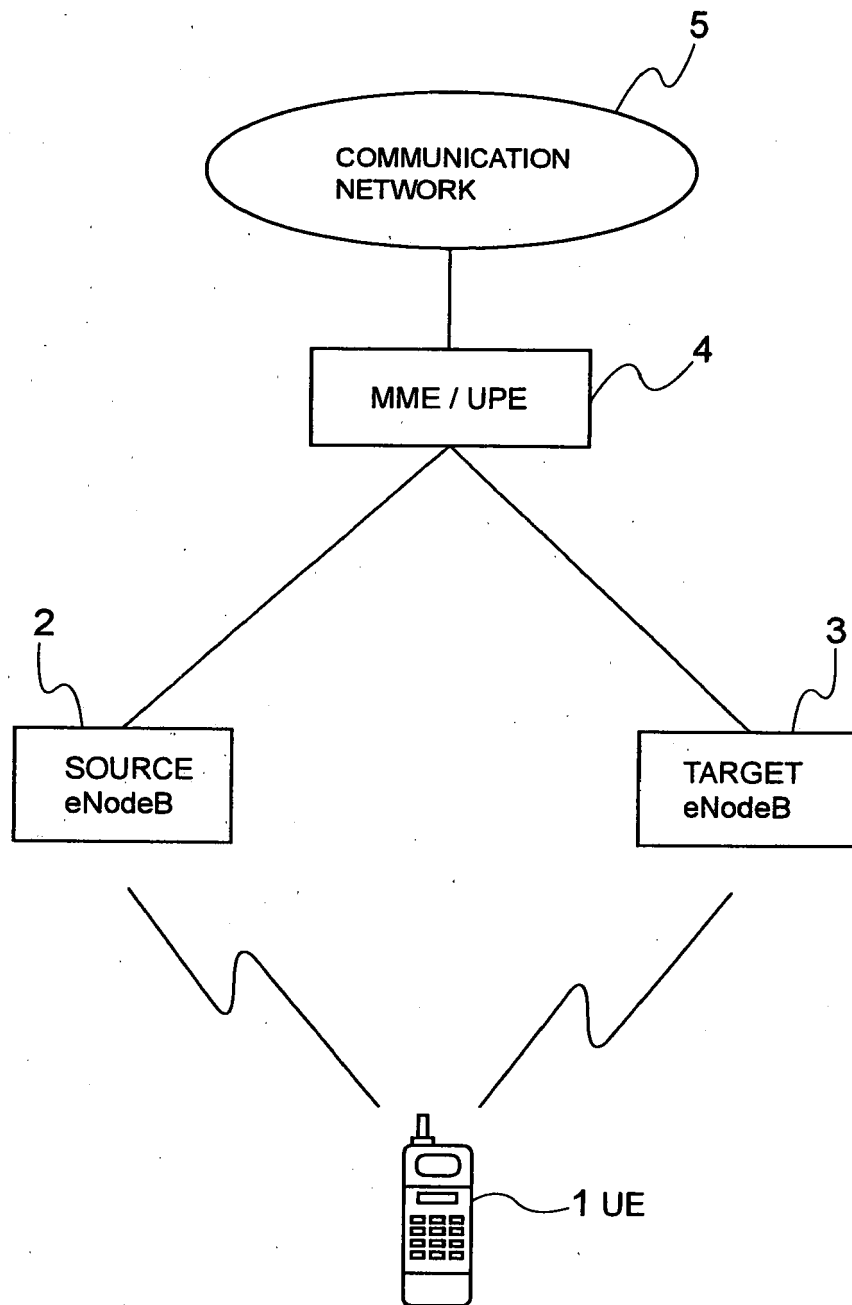 5
COMMUNICATION
NETWORK
4
MME / UPE
2
3
SOURCE
eNodeB
TARGET
eNodeB
1 UE